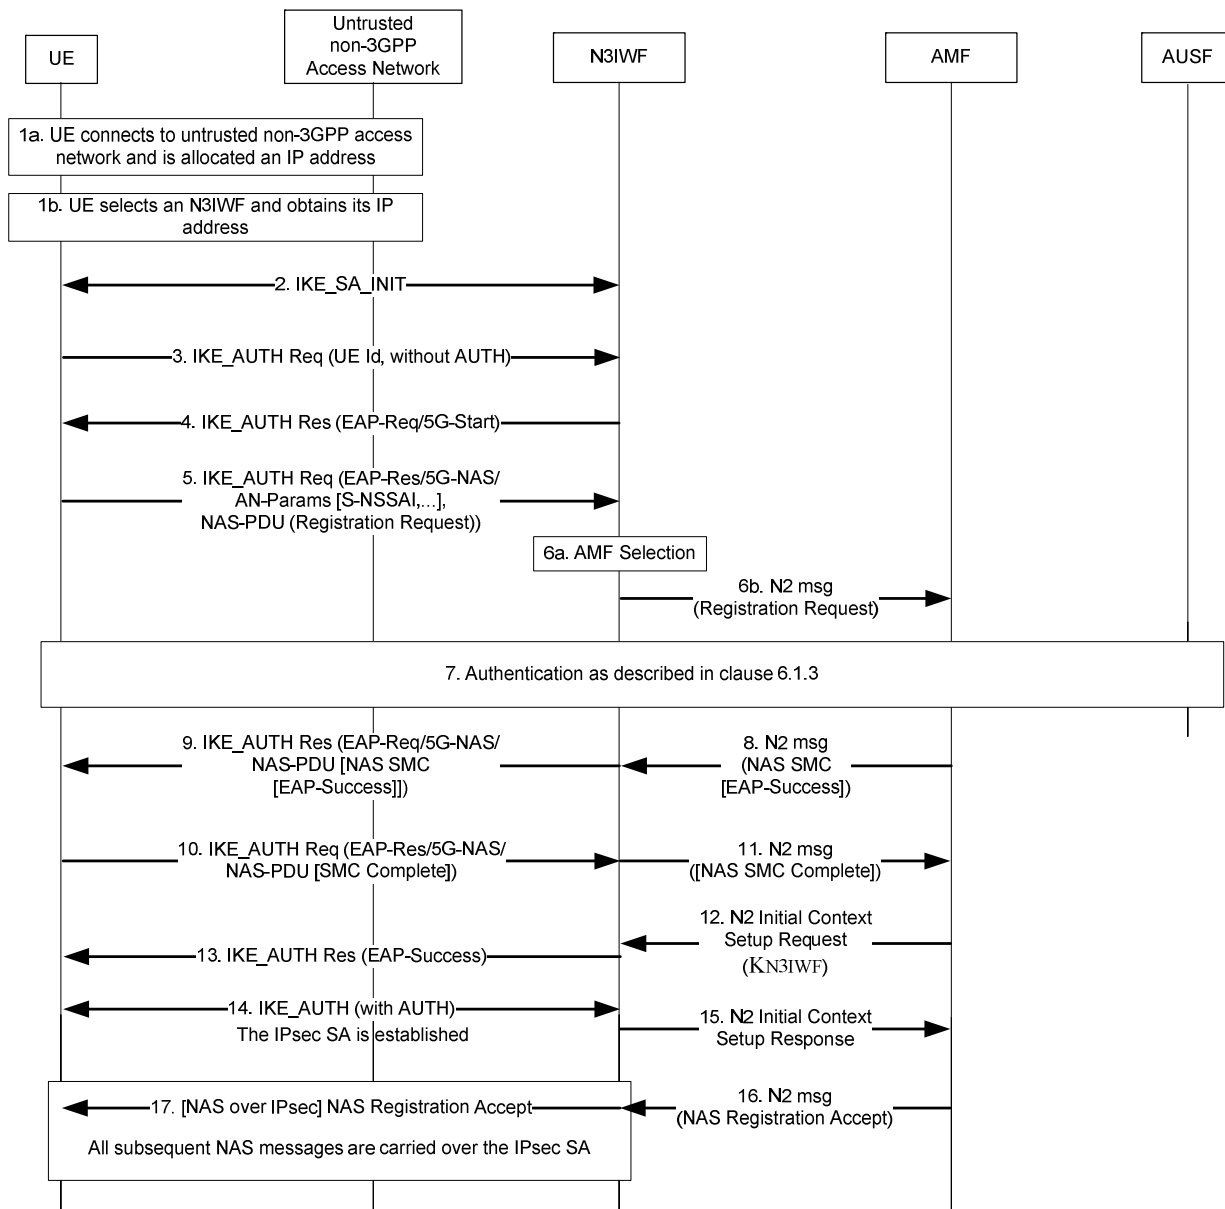 UE
Untrusted
non-3GPP
Access Network
N3IWF
AMF
AUSF
1a. UE connects to untrusted non-3GPP access
network and is allocated an IP address
1b. UE selects an N3IWF and obtains its IP
address
2. IKE_SA_INIT
3. IKE_AUTH Req (UE Id, without AUTH)
4. IKE_AUTH Res (EAP-Req/5G-Start)
5. IKE_AUTH Req (EAP-Res/5G-NAS/
AN-Params [S-NSSAI,...],
NAS-PDU (Registration Request))
6a. AMF Selection
6b. N2 msg
(Registration Request)
7. Authentication as described in clause 6.1.3
9. IKE_AUTH Res (EAP-Req/5G-NAS/
NAS-PDU [NAS SMC
[EAP-Success]])
8. N2 msg
(NAS SMC
[EAP-Success])
10. IKE_AUTH Req (EAP-Res/5G-NAS/
NAS-PDU [SMC Complete])
11. N2 msg
([NAS SMC Complete])
12. N2 Initial Context
Setup Request
(KN3IWF)
13. IKE_AUTH Res (EAP-Success)
14. IKE_AUTH (with AUTH)
The IPsec SA is established
15. N2 Initial Context
Setup Response
16. N2 msg
(NAS Registration Accept)
17. [NAS over IPsec] NAS Registration Accept
All subsequent NAS messages are carried over the IPsec SA